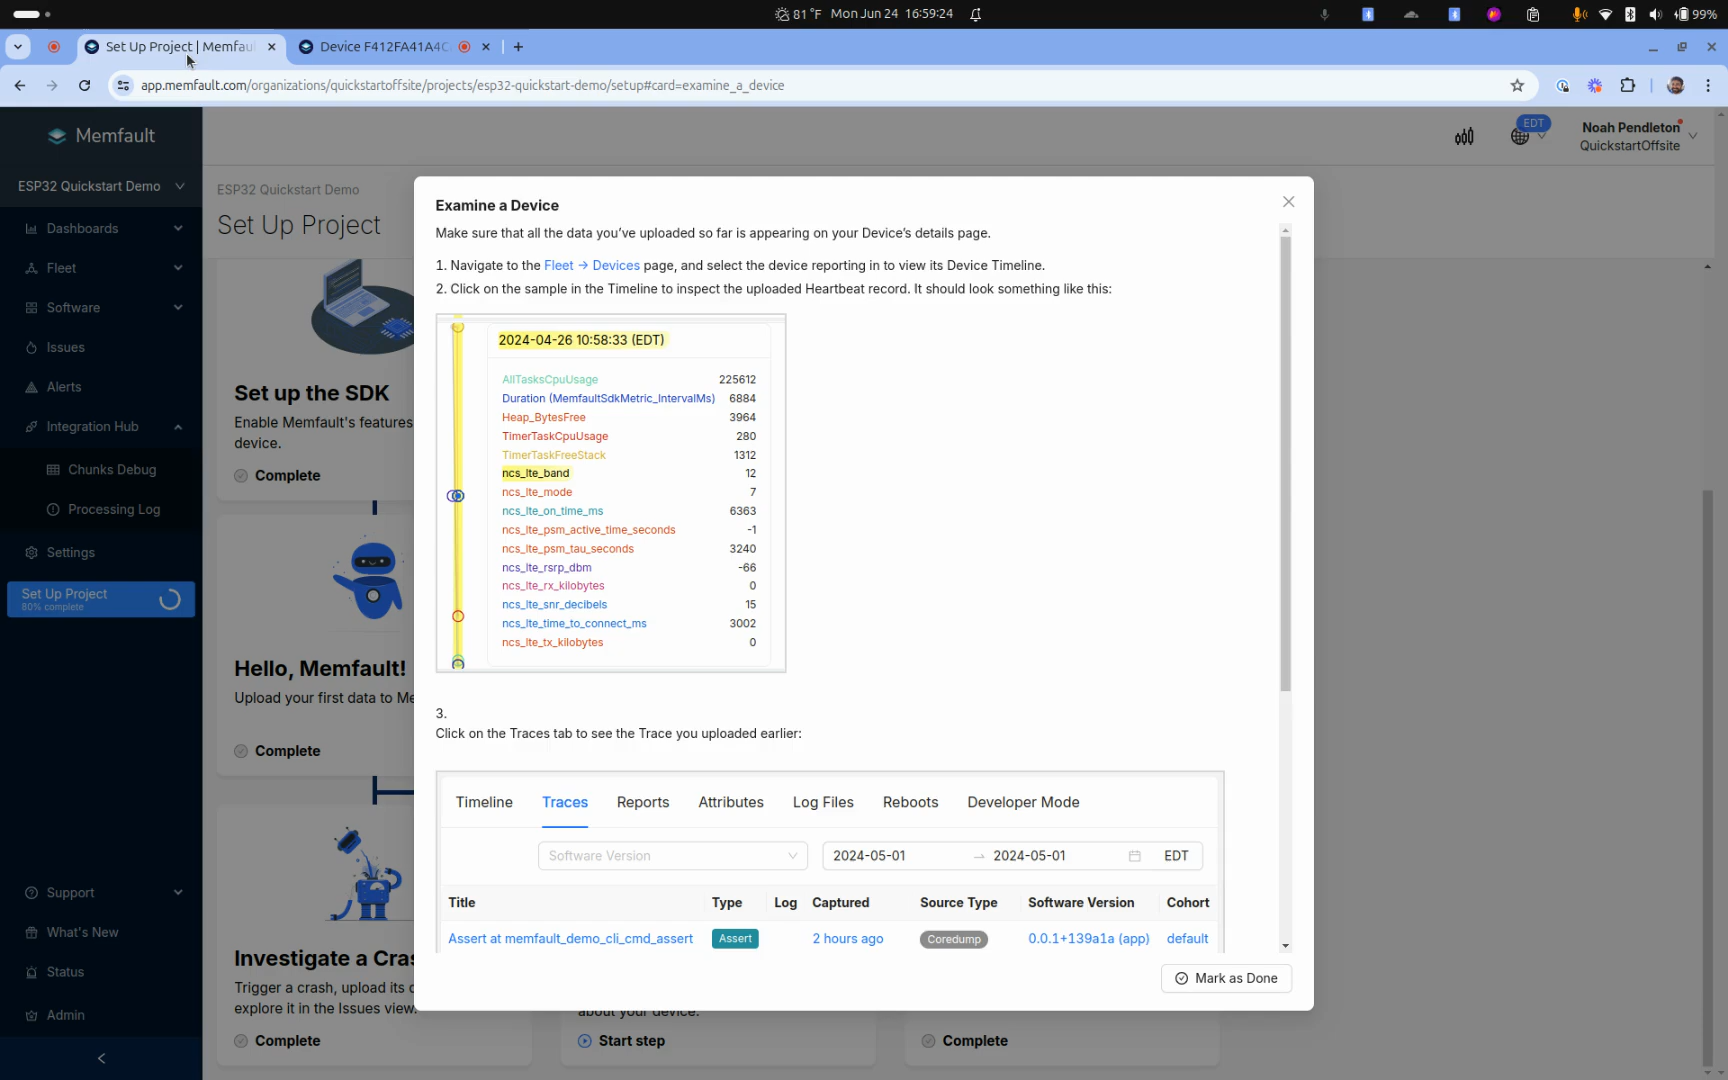 81 °F Mon Jun 24 16:59:24
99%
Set Up Project | Memfau
Device F412FA41A4C
app.memfault.com/organizations/quickstartoffsite/projects/esp32-quickstart-demo/setup#card=examine_a_device
Memfault
EDT
Noah Pendleton
QuickstartOffsite
ESP32 Quickstart Demo
Dashboards
Fleet
Software
Issues
Alerts
Integration Hub
Chunks Debug
Processing Log
Settings
Set Up Project
80% complete
Support
What's New
Status
Admin
ESP32 Quickstart Demo
Set Up Project
Set up the SDK
Enable Memfault's features
device.
Complete
Hello, Memfault!
Upload your first data to Me
Complete
Investigate a Cras
Trigger a crash, upload its c
explore it in the Issues view.
Complete
about your device.
Start step
Complete
Examine a Device
Make sure that all the data you’ve uploaded so far is appearing on your Device’s details page.
1. Navigate to the Fleet → Devices page, and select the device reporting in to view its Device Timeline.
2. Click on the sample in the Timeline to inspect the uploaded Heartbeat record. It should look something like this:
2024-04-26 10:58:33 (EDT)
AllTasksCpuUsage 225612
Duration (MemfaultSdkMetric_IntervalMs) 6884
Heap_BytesFree 3964
TimerTaskCpuUsage 280
TimerTaskFreeStack 1312
ncs_lte_band 12
ncs_lte_mode 7
ncs_lte_on_time_ms 6363
ncs_lte_psm_active_time_seconds -1
ncs_lte_psm_tau_seconds 3240
ncs_lte_rsrp_dbm -66
ncs_lte_rx_kilobytes 0
ncs_lte_snr_decibels 15
ncs_lte_time_to_connect_ms 3002
ncs_lte_tx_kilobytes 0
3.
Click on the Traces tab to see the Trace you uploaded earlier:
Timeline Traces Reports Attributes Log Files Reboots Developer Mode
Software Version 2024-05-01 → 2024-05-01 EDT
Title Type Log Captured Source Type Software Version Cohort
Assert at memfault_demo_cli_cmd_assert Assert 2 hours ago Coredump 0.0.1+139a1a (app) default
Mark as Done